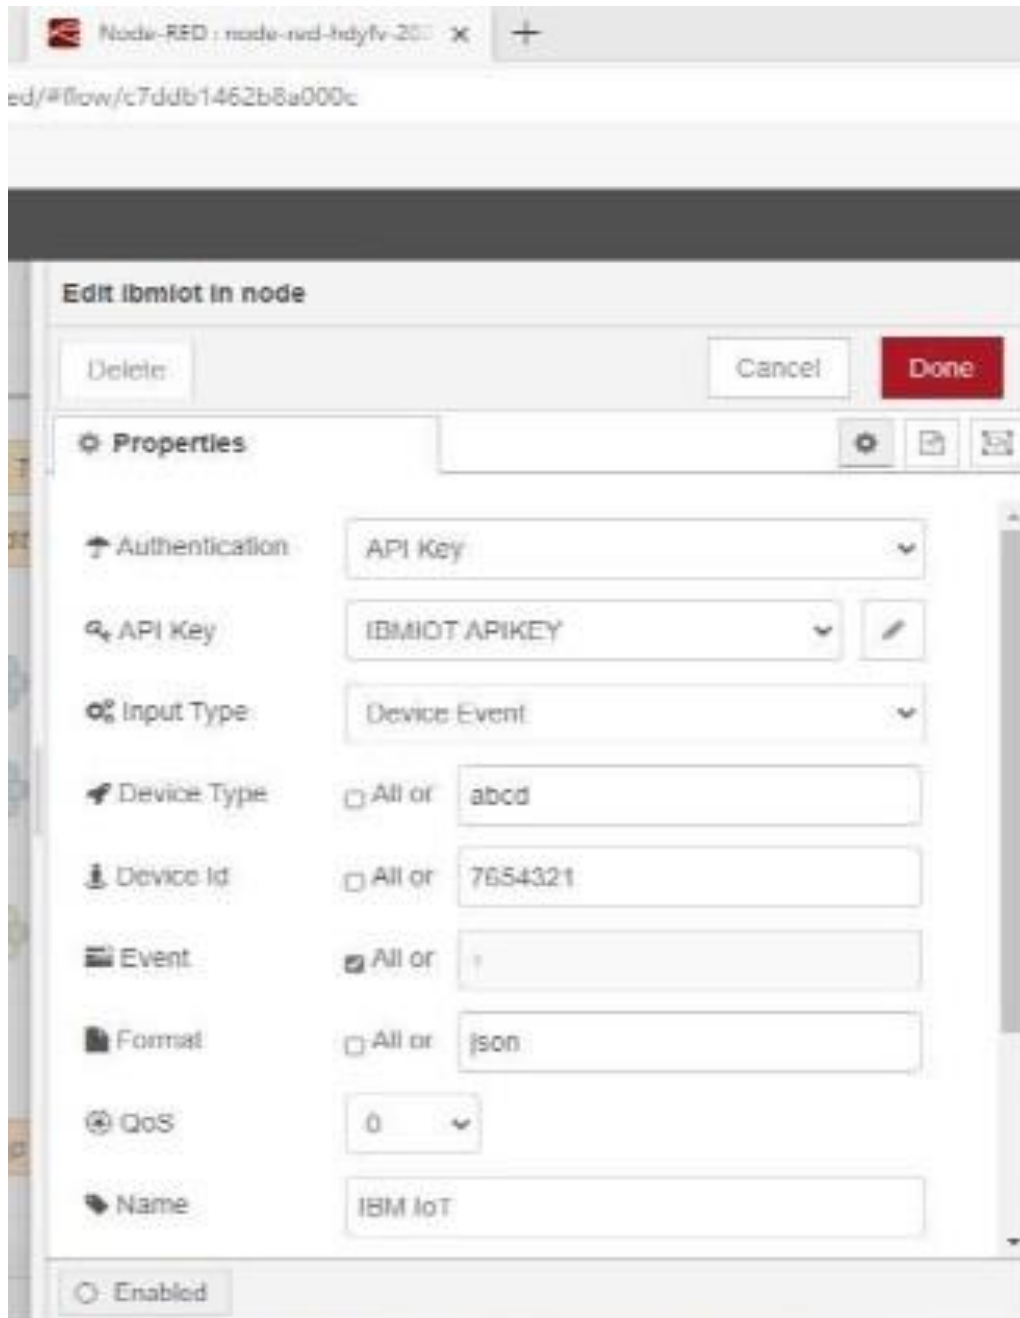 Node-RED : node-red-hdyfv-20
ed/#flow/c7ddb1462b8a000c
Edit ibmiot in node
Delete
Cancel
Done
Properties
Authentication
API Key
API Key
IBMIOT APIKEY
Input Type
Device Event
Device Type
All or
abcd
Device Id
All or
7654321
Event
All or
Format
All or
json
QoS
0
Name
IBM IoT
Enabled